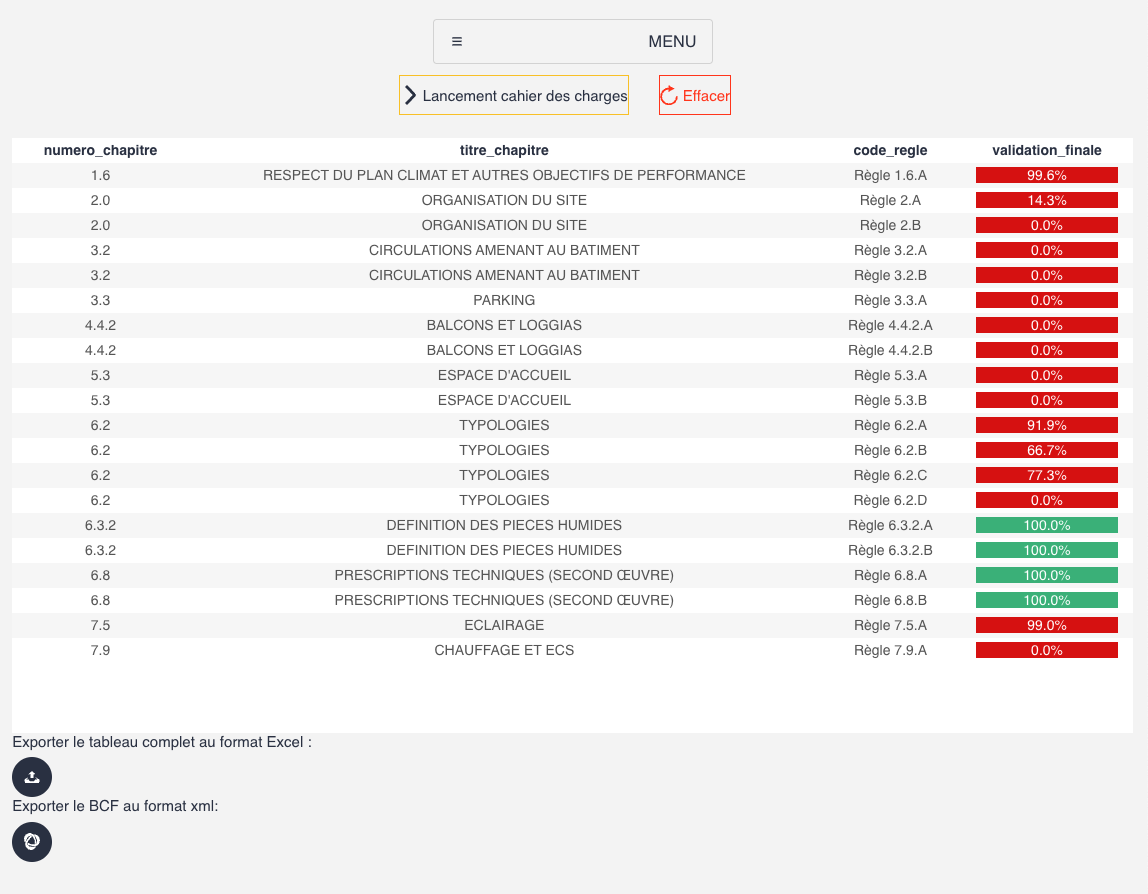 ≡ MENU
Lancement cahier des charges Effacer
numero_chapitre titre_chapitre code_regle validation_finale
1.6 RESPECT DU PLAN CLIMAT ET AUTRES OBJECTIFS DE PERFORMANCE Règle 1.6.A 99.6%
2.0 ORGANISATION DU SITE Règle 2.A 14.3%
2.0 ORGANISATION DU SITE Règle 2.B 0.0%
3.2 CIRCULATIONS AMENANT AU BATIMENT Règle 3.2.A 0.0%
3.2 CIRCULATIONS AMENANT AU BATIMENT Règle 3.2.B 0.0%
3.3 PARKING Règle 3.3.A 0.0%
4.4.2 BALCONS ET LOGGIAS Règle 4.4.2.A 0.0%
4.4.2 BALCONS ET LOGGIAS Règle 4.4.2.B 0.0%
5.3 ESPACE D'ACCUEIL Règle 5.3.A 0.0%
5.3 ESPACE D'ACCUEIL Règle 5.3.B 0.0%
6.2 TYPOLOGIES Règle 6.2.A 91.9%
6.2 TYPOLOGIES Règle 6.2.B 66.7%
6.2 TYPOLOGIES Règle 6.2.C 77.3%
6.2 TYPOLOGIES Règle 6.2.D 0.0%
6.3.2 DEFINITION DES PIECES HUMIDES Règle 6.3.2.A 100.0%
6.3.2 DEFINITION DES PIECES HUMIDES Règle 6.3.2.B 100.0%
6.8 PRESCRIPTIONS TECHNIQUES (SECOND ŒUVRE) Règle 6.8.A 100.0%
6.8 PRESCRIPTIONS TECHNIQUES (SECOND ŒUVRE) Règle 6.8.B 100.0%
7.5 ECLAIRAGE Règle 7.5.A 99.0%
7.9 CHAUFFAGE ET ECS Règle 7.9.A 0.0%
Exporter le tableau complet au format Excel :
Exporter le BCF au format xml: